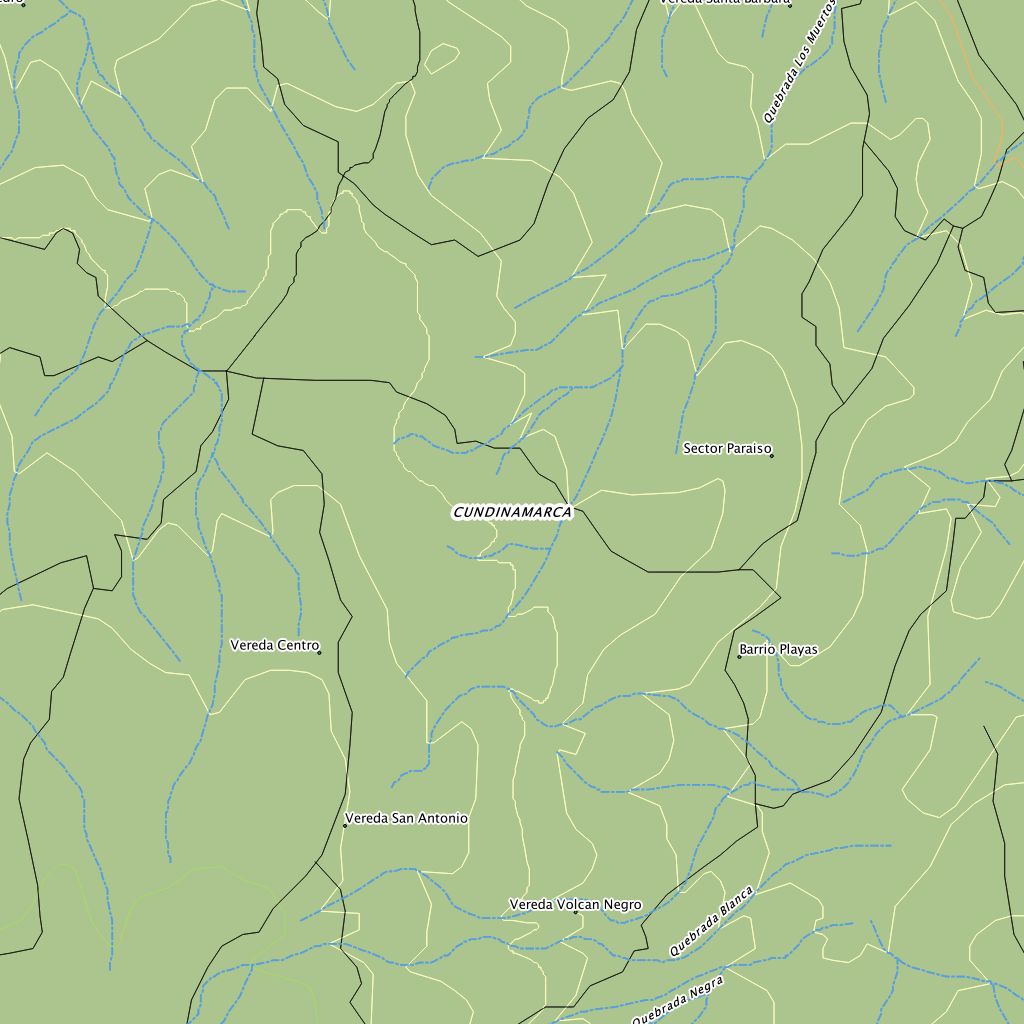 Vereda Santa Barbara
Quebrada Los Muertos
Sector Paraiso
CUNDINAMARCA
Vereda Centro
Barrio Playas
Vereda San Antonio
Vereda Volcan Negro
Quebrada Blanca
Quebrada Negra